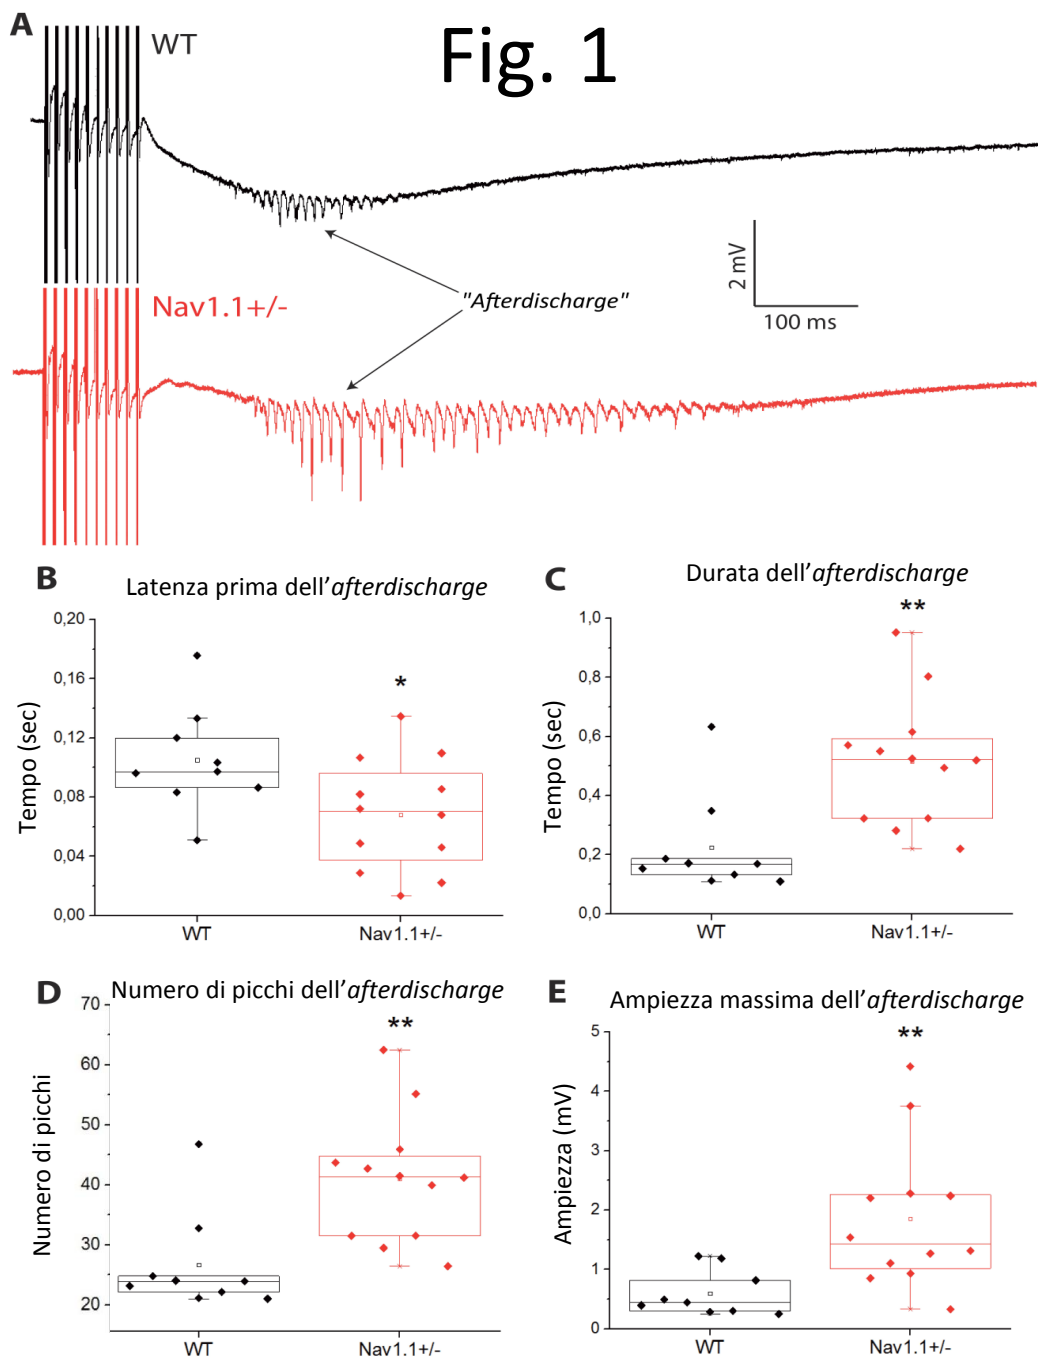 A
WT
Fig. 1
Nav1.1+/-
"Afterdischarge"
2 mV
100 ms
B
Latenza prima dell'afterdischarge
0,20
0,16
0,12
0,08
0,04
0,00
Tempo (sec)
*
WT
Nav1.1+/-
C
Durata dell'afterdischarge
1,0
0,8
0,6
0,4
0,2
0,0
Tempo (sec)
**
WT
Nav1.1+/-
D
Numero di picchi dell'afterdischarge
70
60
50
40
30
20
Numero di picchi
**
WT
Nav1.1+/-
E
Ampiezza massima dell'afterdischarge
5
4
3
2
1
0
Ampiezza (mV)
**
WT
Nav1.1+/-